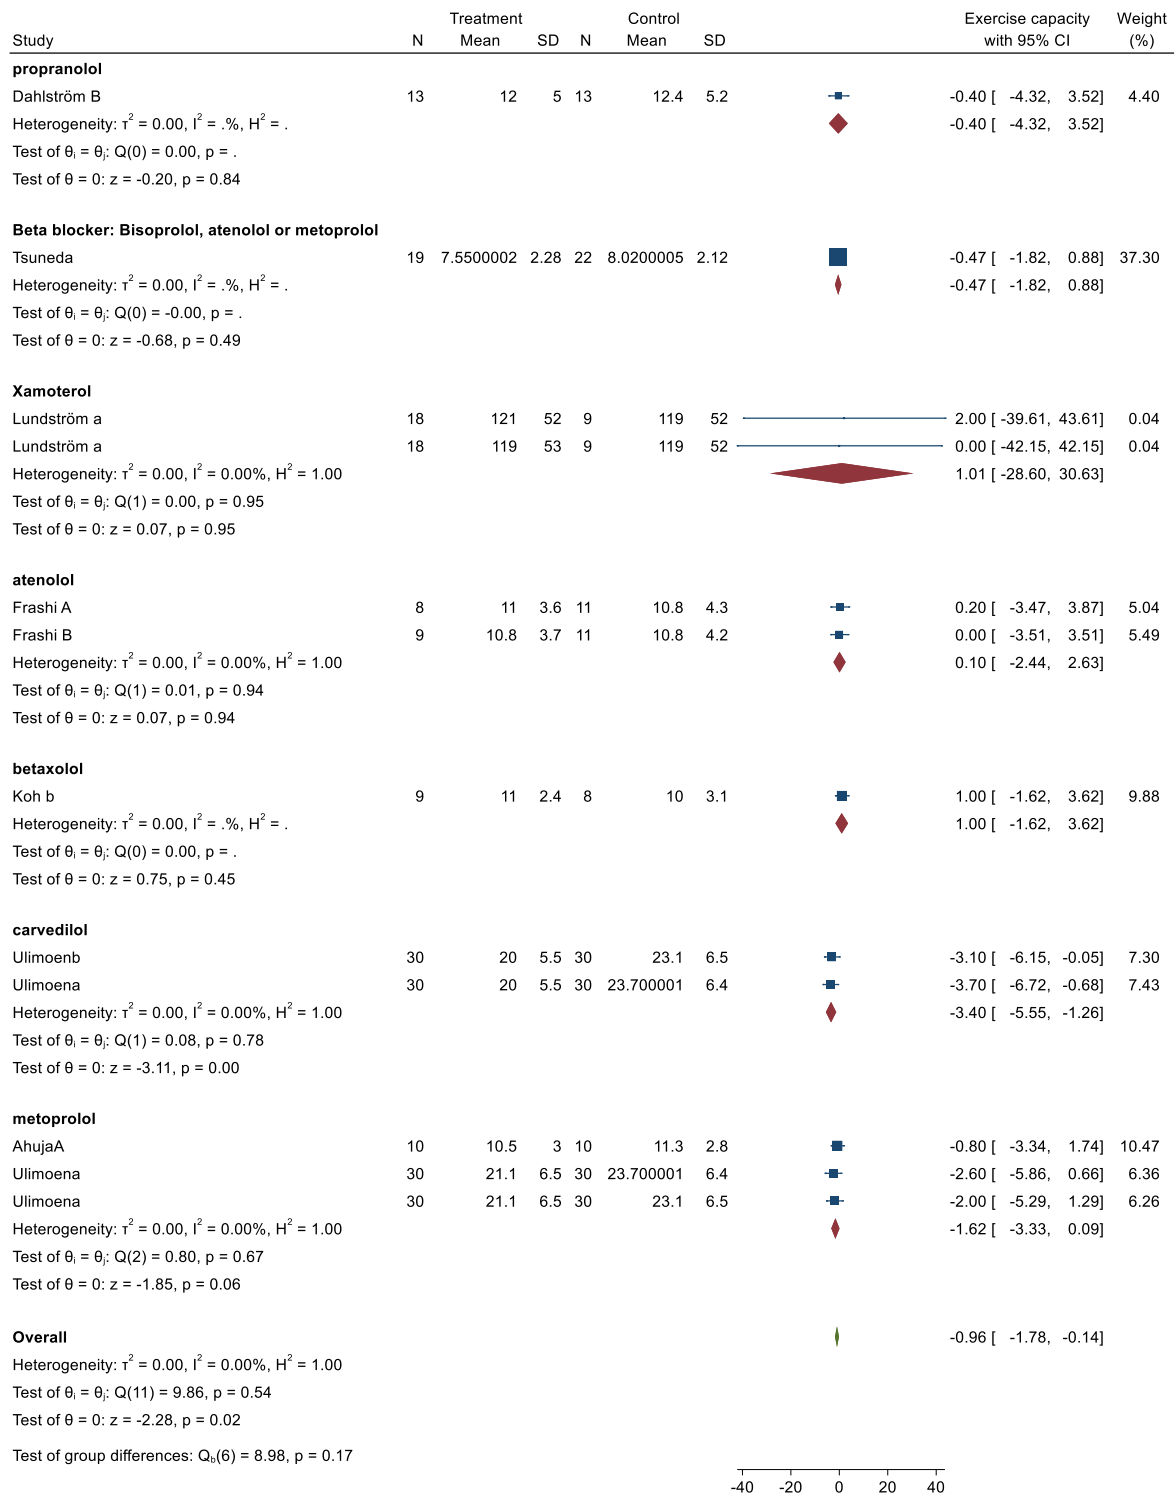 Treatment Control Exercise capacity Weight
Study N Mean SD N Mean SD with 95% CI (%)
propranolol
Dahlström B 13 12 5 13 12.4 5.2 -0.40 [ -4.32, 3.52] 4.40
Heterogeneity: τ² = 0.00, I² = .%, H² = . -0.40 [ -4.32, 3.52]
Test of θᵢ = θⱼ: Q(0) = 0.00, p = .
Test of θ = 0: z = -0.20, p = 0.84
Beta blocker: Bisoprolol, atenolol or metoprolol
Tsuneda 19 7.5500002 2.28 22 8.0200005 2.12 -0.47 [ -1.82, 0.88] 37.30
Heterogeneity: τ² = 0.00, I² = .%, H² = . -0.47 [ -1.82, 0.88]
Test of θᵢ = θⱼ: Q(0) = -0.00, p = .
Test of θ = 0: z = -0.68, p = 0.49
Xamoterol
Lundström a 18 121 52 9 119 52 2.00 [ -39.61, 43.61] 0.04
Lundström a 18 119 53 9 119 52 0.00 [ -42.15, 42.15] 0.04
Heterogeneity: τ² = 0.00, I² = 0.00%, H² = 1.00 1.01 [ -28.60, 30.63]
Test of θᵢ = θⱼ: Q(1) = 0.00, p = 0.95
Test of θ = 0: z = 0.07, p = 0.95
atenolol
Frashi A 8 11 3.6 11 10.8 4.3 0.20 [ -3.47, 3.87] 5.04
Frashi B 9 10.8 3.7 11 10.8 4.2 0.00 [ -3.51, 3.51] 5.49
Heterogeneity: τ² = 0.00, I² = 0.00%, H² = 1.00 0.10 [ -2.44, 2.63]
Test of θᵢ = θⱼ: Q(1) = 0.01, p = 0.94
Test of θ = 0: z = 0.07, p = 0.94
betaxolol
Koh b 9 11 2.4 8 10 3.1 1.00 [ -1.62, 3.62] 9.88
Heterogeneity: τ² = 0.00, I² = .%, H² = . 1.00 [ -1.62, 3.62]
Test of θᵢ = θⱼ: Q(0) = 0.00, p = .
Test of θ = 0: z = 0.75, p = 0.45
carvedilol
Ulimoenb 30 20 5.5 30 23.1 6.5 -3.10 [ -6.15, -0.05] 7.30
Ulimoena 30 20 5.5 30 23.700001 6.4 -3.70 [ -6.72, -0.68] 7.43
Heterogeneity: τ² = 0.00, I² = 0.00%, H² = 1.00 -3.40 [ -5.55, -1.26]
Test of θᵢ = θⱼ: Q(1) = 0.08, p = 0.78
Test of θ = 0: z = -3.11, p = 0.00
metoprolol
AhujaA 10 10.5 3 10 11.3 2.8 -0.80 [ -3.34, 1.74] 10.47
Ulimoena 30 21.1 6.5 30 23.700001 6.4 -2.60 [ -5.86, 0.66] 6.36
Ulimoena 30 21.1 6.5 30 23.1 6.5 -2.00 [ -5.29, 1.29] 6.26
Heterogeneity: τ² = 0.00, I² = 0.00%, H² = 1.00 -1.62 [ -3.33, 0.09]
Test of θᵢ = θⱼ: Q(2) = 0.80, p = 0.67
Test of θ = 0: z = -1.85, p = 0.06
Overall -0.96 [ -1.78, -0.14]
Heterogeneity: τ² = 0.00, I² = 0.00%, H² = 1.00
Test of θᵢ = θⱼ: Q(11) = 9.86, p = 0.54
Test of θ = 0: z = -2.28, p = 0.02
Test of group differences: Q_b(6) = 8.98, p = 0.17
-40 -20 0 20 40